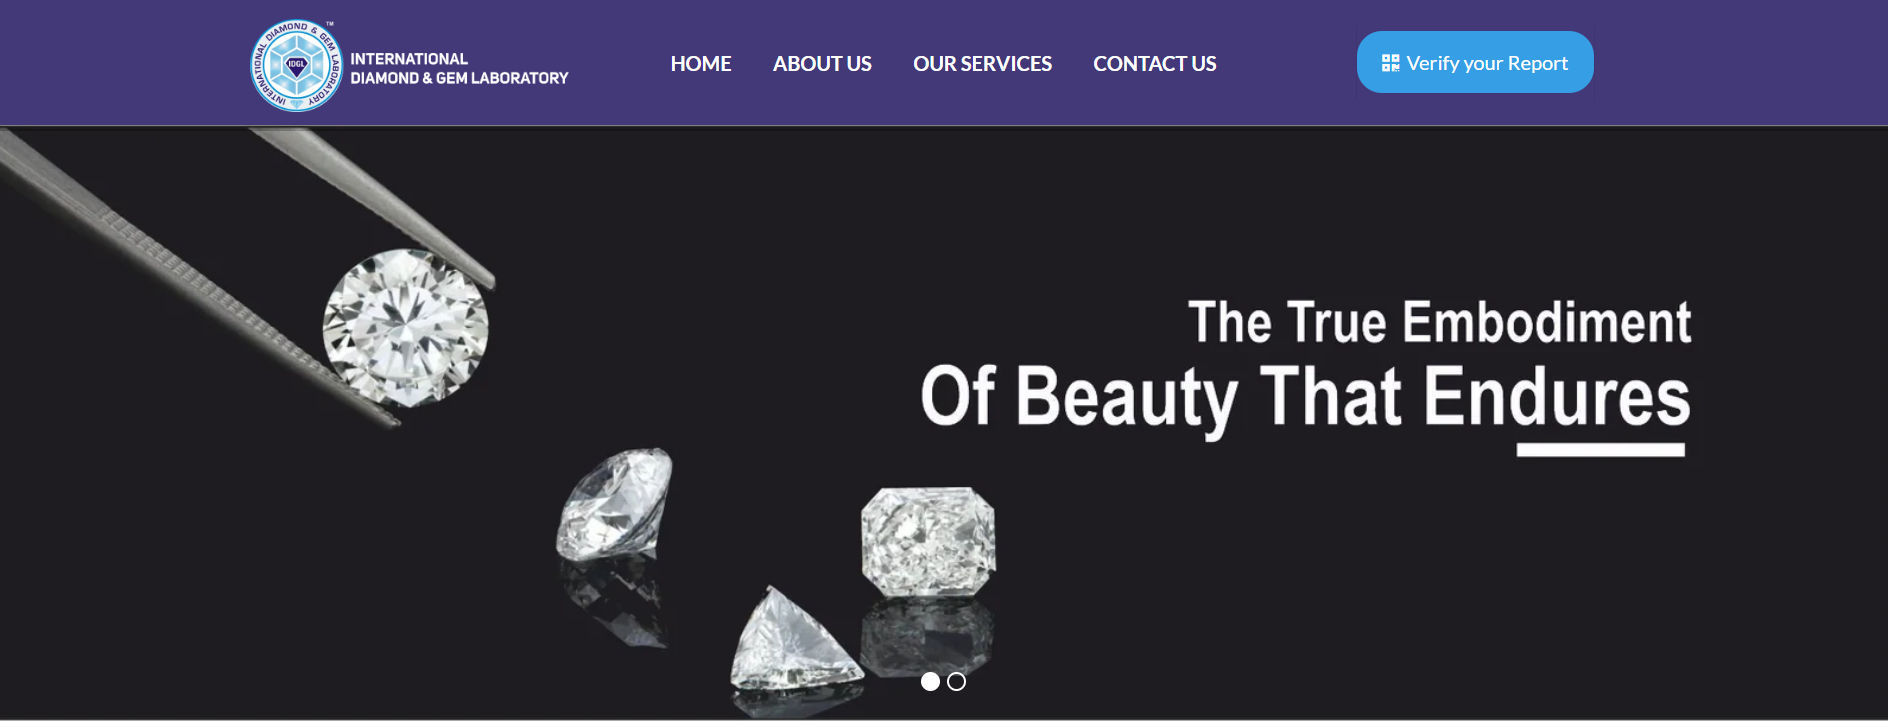 INTERNATIONAL DIAMOND & GEM LABORATORY
IDGL
TM
INTERNATIONAL
DIAMOND & GEM LABORATORY
HOME
ABOUT US
OUR SERVICES
CONTACT US
Verify your Report
The True Embodiment
Of Beauty That Endures